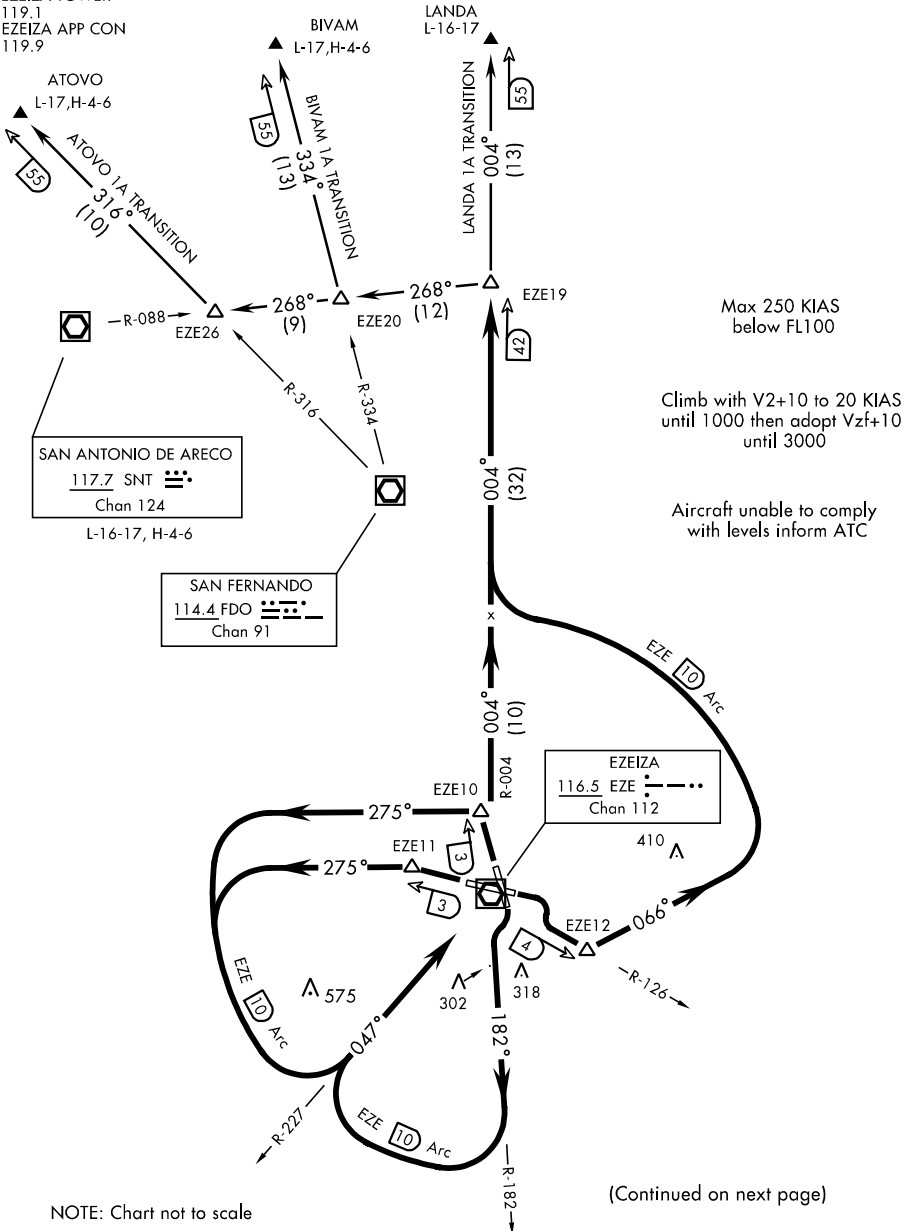 119.1
EZEIZA APP CON
119.9
BIVAM
L-17,H-4-6
LANDA
L-16-17
ATOVO
L-17,H-4-6
55
55
55
ATOVO 1A TRANSITION
316°
(10)
BIVAM 1A TRANSITION
334°
(13)
LANDA 1A TRANSITION
004°
(13)
R-088
EZE26
268°
(9)
EZE20
268°
(12)
EZE19
42
R-316
R-334
Max 250 KIAS
below FL100
Climb with V2+10 to 20 KIAS
until 1000 then adopt Vzf+10
until 3000
Aircraft unable to comply
with levels inform ATC
SAN ANTONIO DE ARECO
117.7 SNT
Chan 124
L-16-17, H-4-6
SAN FERNANDO
114.4 FDO
Chan 91
004°
(32)
x
004°
(10)
R-004
EZE 10 Arc
EZEIZA
116.5 EZE
Chan 112
EZE10
275°
3
EZE11
275°
3
410
EZE12
066°
4
R-126
EZE 10 Arc
575
302
318
047°
182°
R-227
EZE 10 Arc
R-182
NOTE: Chart not to scale
(Continued on next page)